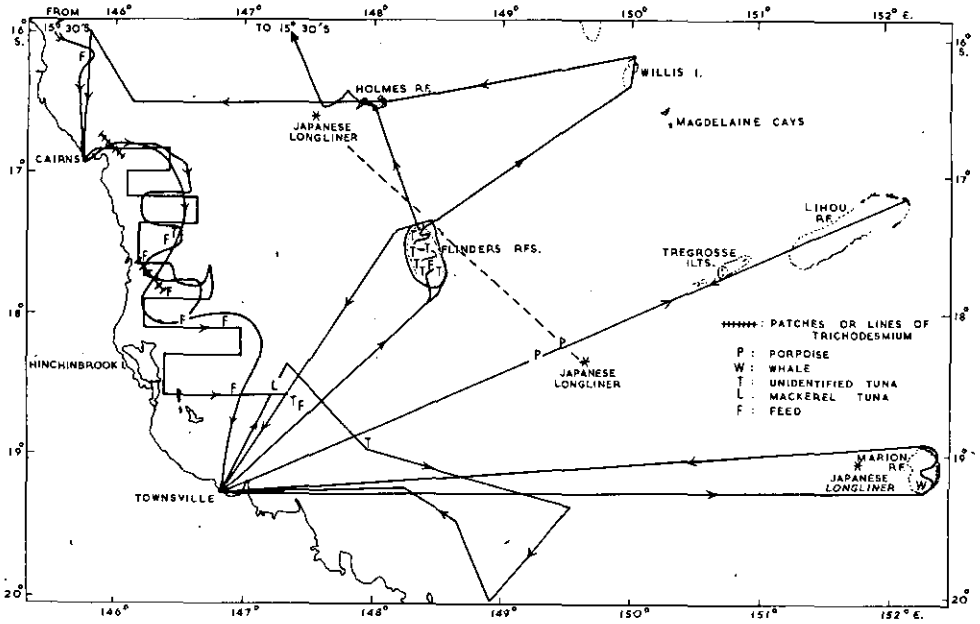 FROM
15° 30'S
TO 15° 30'S
146°
147°
148°
149°
150°
151°
152° E.
16°
S.
16°
S.
HOLMES RF.
WILLIS I.
JAPANESE
LONGLINER
MAGDELAINE CAYS
CAIRNS
17°
17°
LIHOU
RF.
FLINDERS RFS.
TREGROSSE
ILTS.
18°
18°
: PATCHES OR LINES OF
TRICHODESMIUM
P : PORPOISE
W : WHALE
T : UNIDENTIFIED TUNA
L : MACKEREL TUNA
F : FEED
HINCHINBROOK I.
JAPANESE
LONGLINER
F
F
T
F
F
F
F
F
F
L
T F
T
T
T T
T
T F
T T
P P
19°
19°
MARION
RF.
JAPANESE
LONGLINER
W
TOWNSVILLE
20°
20°
146°
147°
148°
149°
150°
151°
152° E.